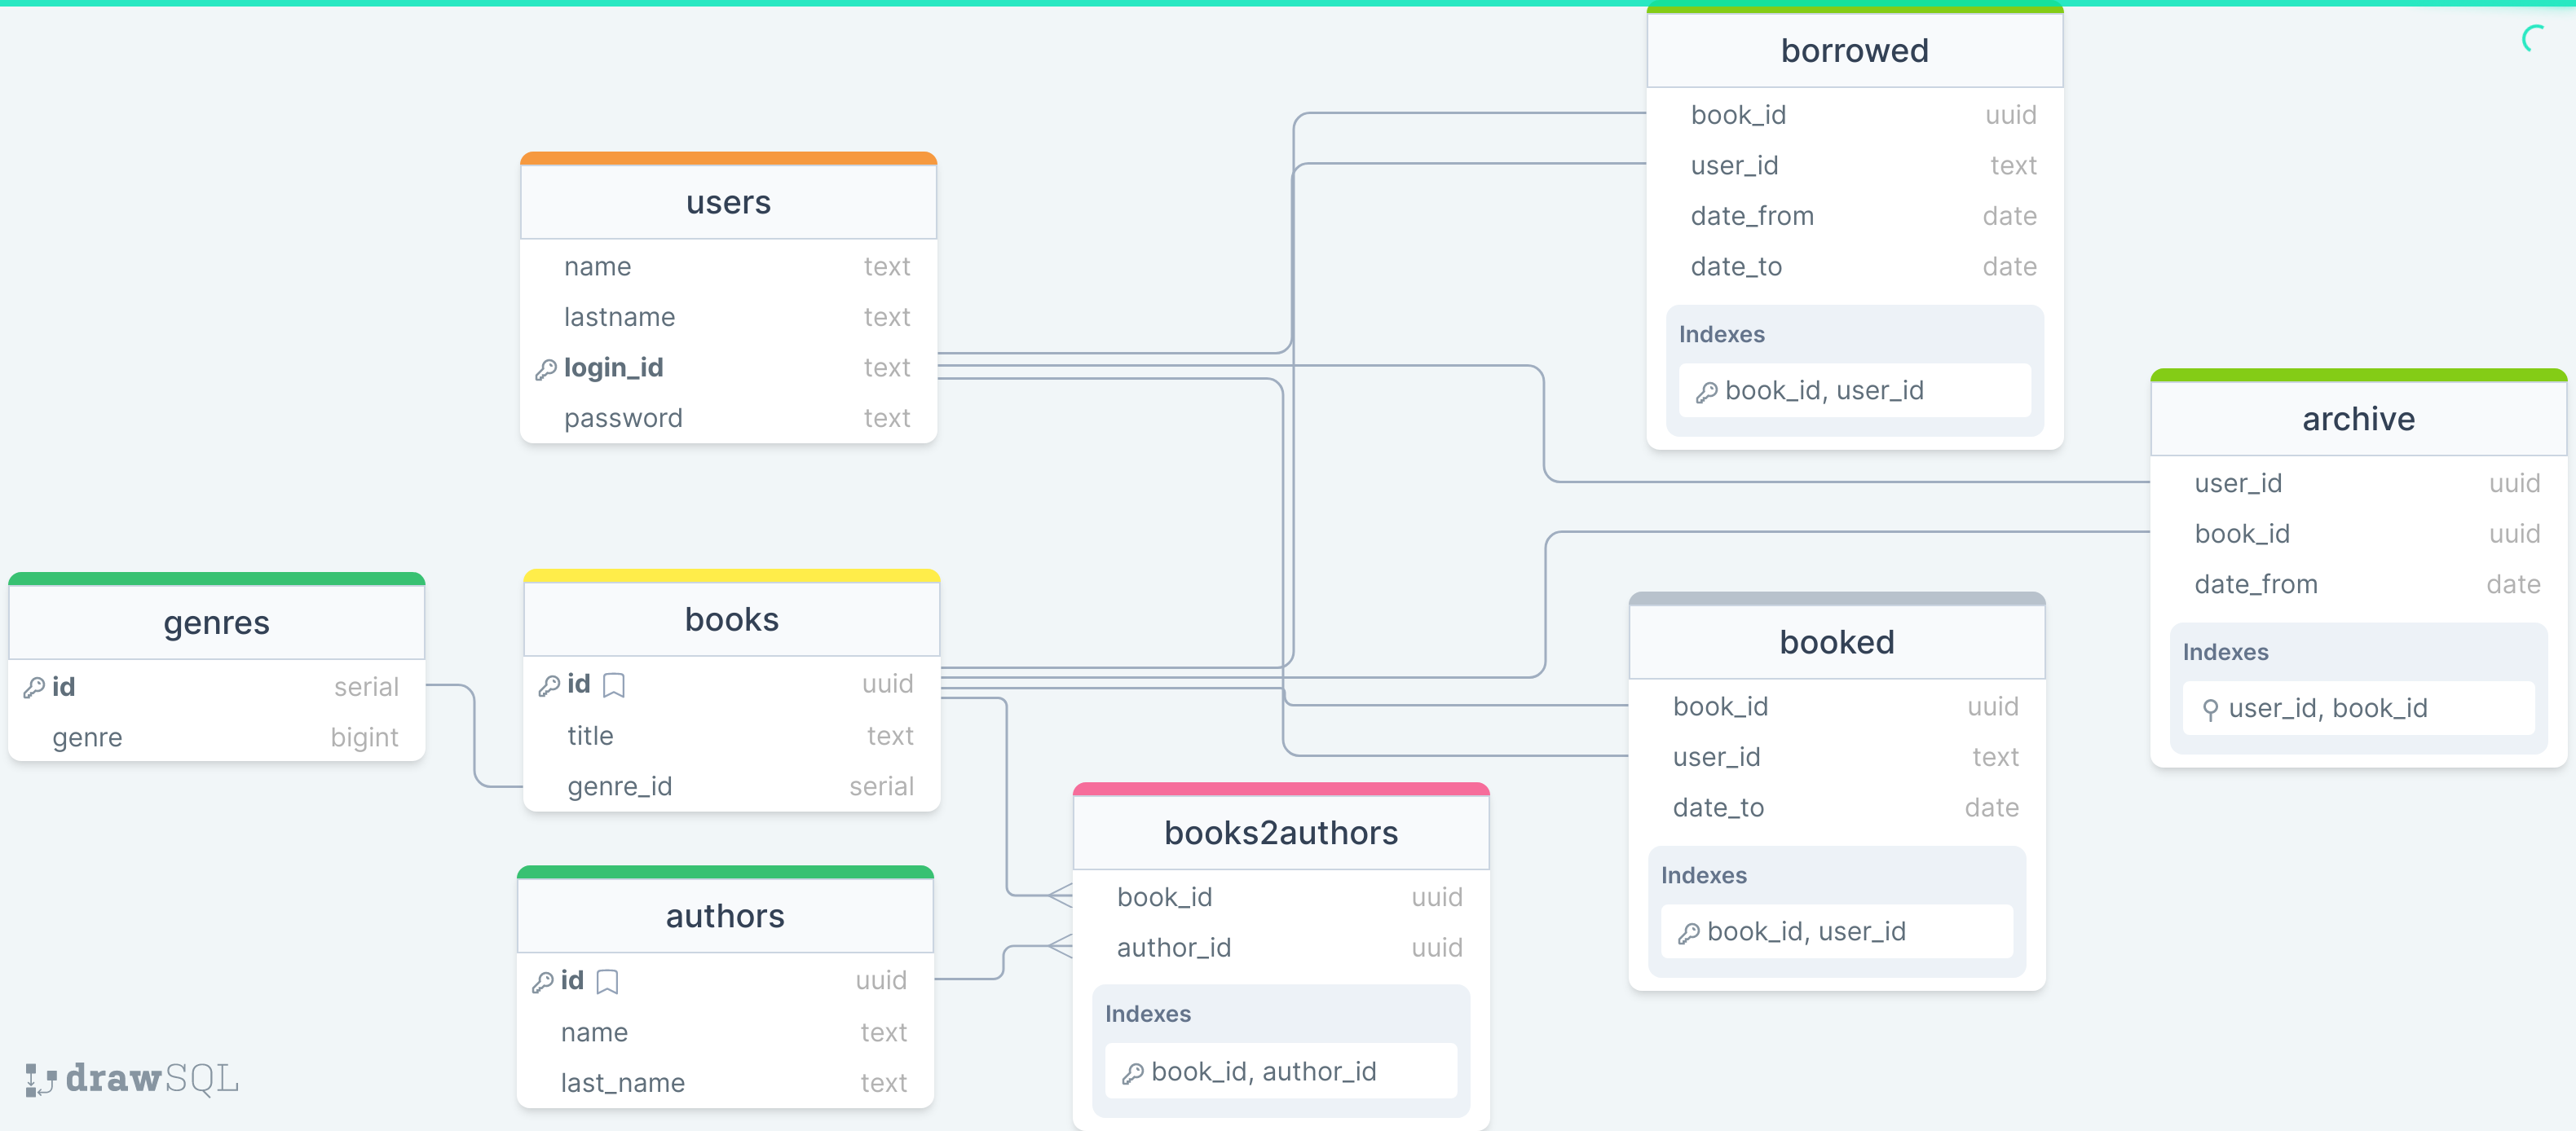 borrowed
book_id uuid
user_id text
date_from date
date_to date
Indexes
book_id, user_id
users
name text
lastname text
login_id text
password text
archive
user_id uuid
book_id uuid
date_from date
Indexes
user_id, book_id
genres
id serial
genre bigint
books
id uuid
title text
genre_id serial
booked
book_id uuid
user_id text
date_to date
Indexes
book_id, user_id
books2authors
book_id uuid
author_id uuid
Indexes
book_id, author_id
authors
id uuid
name text
last_name text
drawSQL